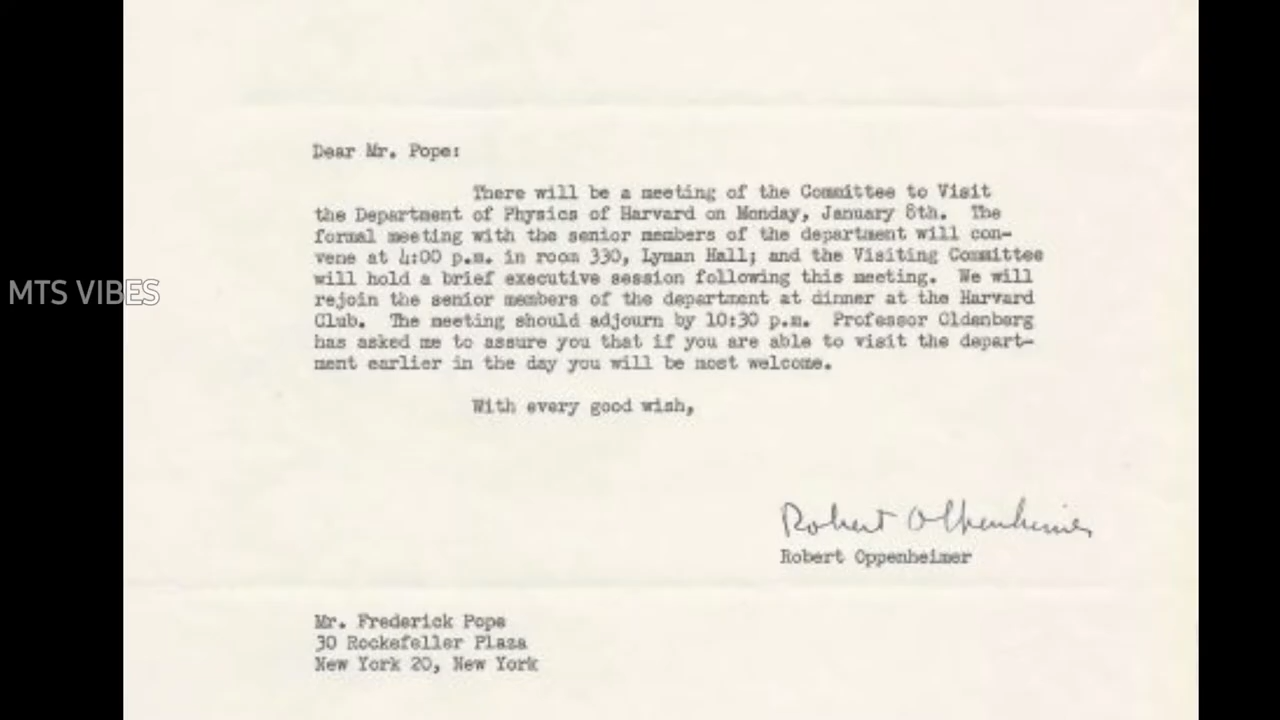 Dear Mr. Pope:
There will be a meeting of the Committee to Visit
the Department of Physics of Harvard on Monday, January 8th. The
formal meeting with the senior members of the department will con-
vene at 4:00 p.m. in room 330, Lyman Hall; and the Visiting Committee
will hold a brief executive session following this meeting. We will
rejoin the senior members of the department at dinner at the Harvard
Club. The meeting should adjourn by 10:30 p.m. Professor Oldenberg
has asked me to assure you that if you are able to visit the depart-
ment earlier in the day you will be most welcome.
With every good wish,
MTS VIBES
Robert Oppenheimer
Robert Oppenheimer
Mr. Frederick Pope
30 Rockefeller Plaza
New York 20, New York